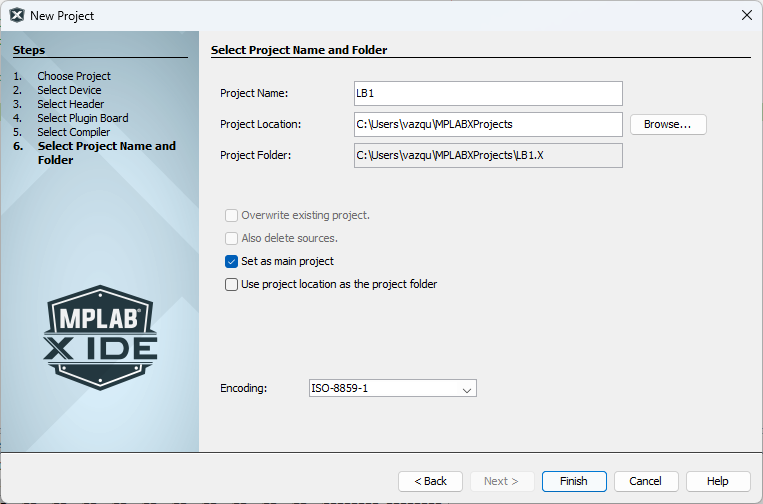 New Project
Steps
1. Choose Project
2. Select Device
3. Select Header
4. Select Plugin Board
5. Select Compiler
6. Select Project Name and
Folder
MPLAB®
X IDE
Select Project Name and Folder
Project Name: LB1
Project Location: C:\Users\vazqu\MPLABXProjects Browse...
Project Folder: C:\Users\vazqu\MPLABXProjects\LB1.X
Overwrite existing project.
Also delete sources.
Set as main project
Use project location as the project folder
Encoding: ISO-8859-1
< Back Next > Finish Cancel Help